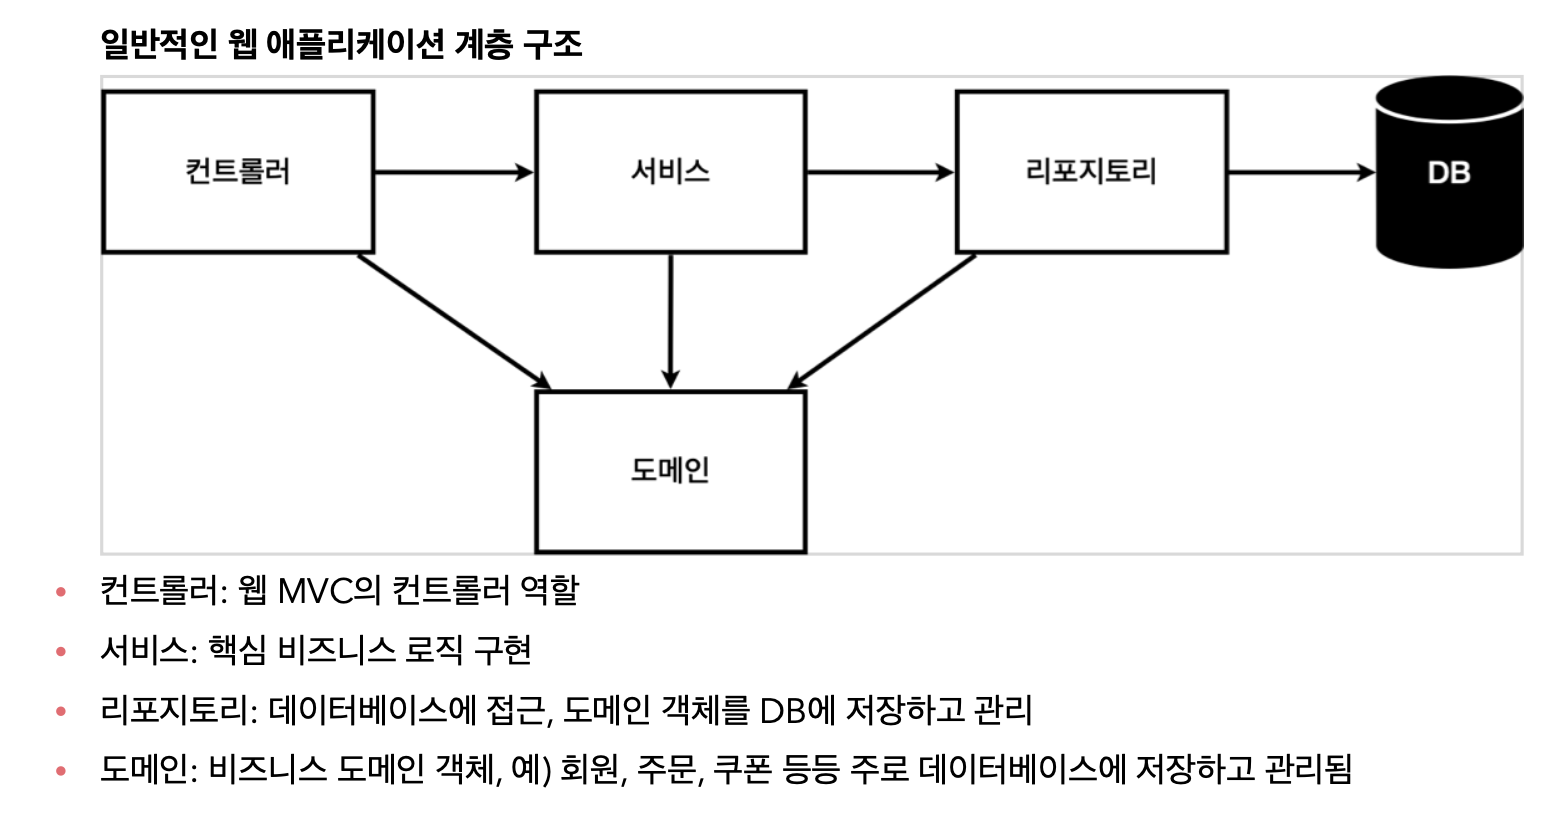 일반적인 웹 애플리케이션 계층 구조
컨트롤러
서비스
리포지토리
DB
도메인
• 컨트롤러: 웹 MVC의 컨트롤러 역할
• 서비스: 핵심 비즈니스 로직 구현
• 리포지토리: 데이터베이스에 접근, 도메인 객체를 DB에 저장하고 관리
• 도메인: 비즈니스 도메인 객체, 예) 회원, 주문, 쿠폰 등등 주로 데이터베이스에 저장하고 관리됨